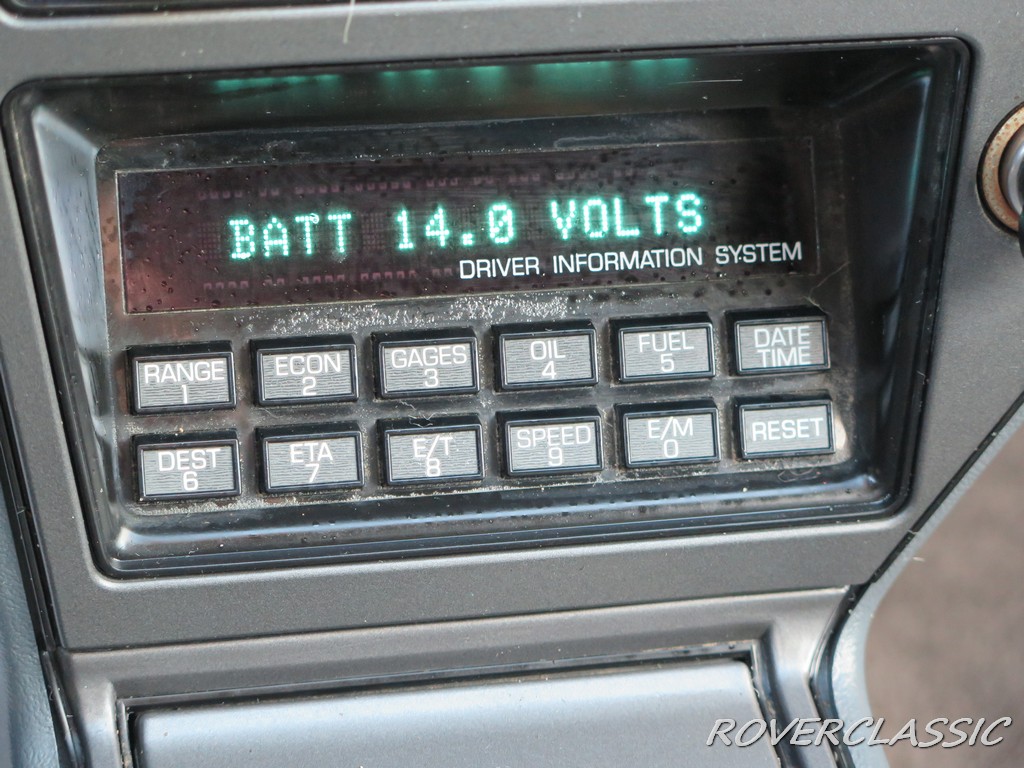 BATT 14.0 VOLTS
DRIVER INFORMATION SYSTEM
RANGE
1
ECON
2
GAGES
3
OIL
4
FUEL
5
DATE
TIME
DEST
6
ETA
7
E/T
8
SPEED
9
E/M
0
RESET
ROVERCLASSIC